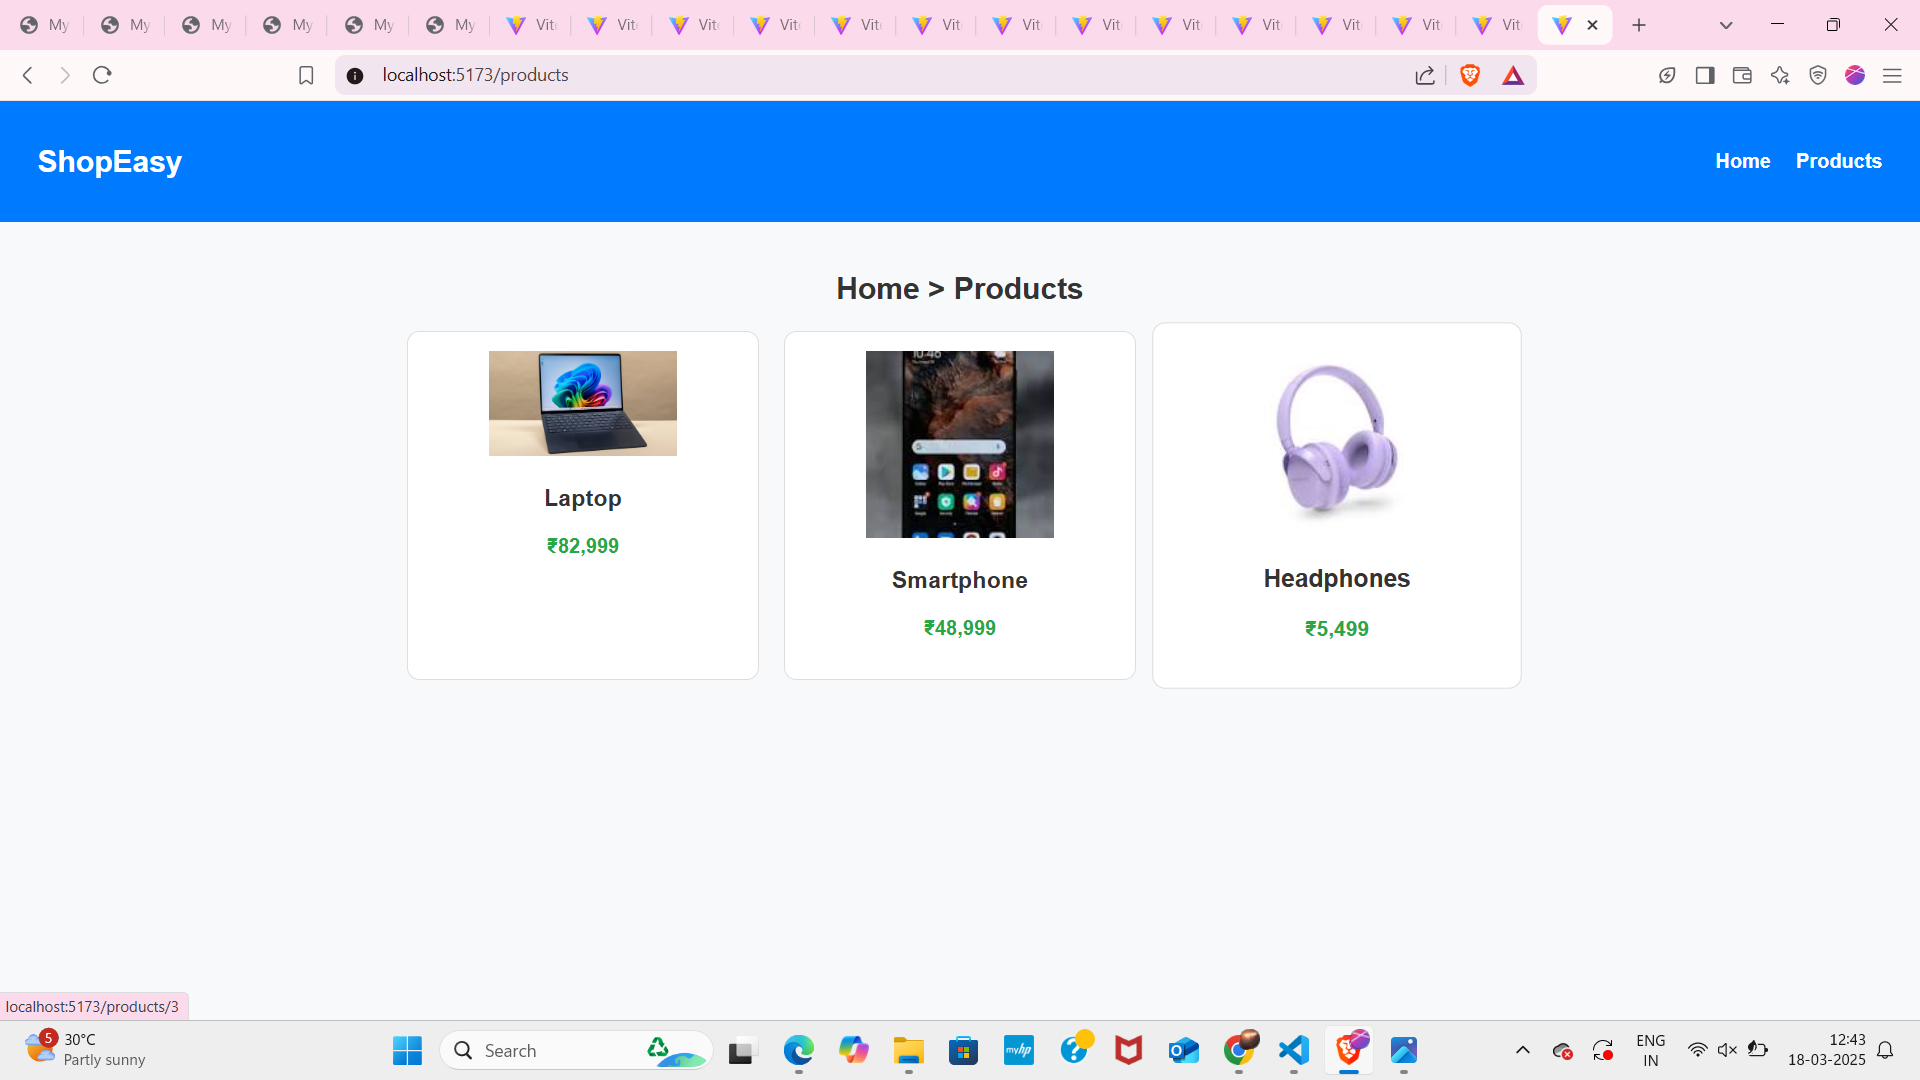 My
My
My
My
My
My
Vit
Vit
Vit
Vit
Vit
Vit
Vit
Vit
Vit
Vit
Vit
Vit
Vit
localhost:5173/products
ShopEasy
Home
Products
Home > Products
Laptop
₹82,999
Smartphone
₹48,999
Headphones
₹5,499
localhost:5173/products/3
5
30°C
Partly sunny
Search
myhp
ENG
IN
12:43
18-03-2025